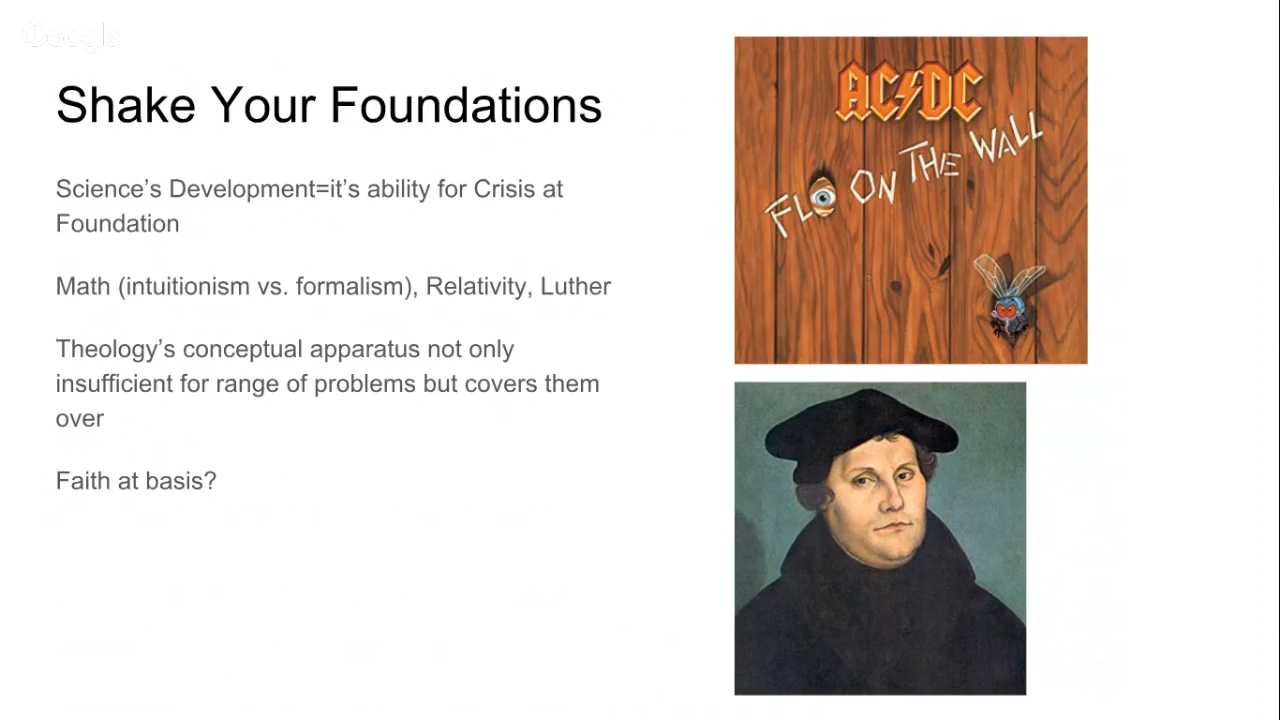 Google
Shake Your Foundations
Science’s Development=it’s ability for Crisis at
Foundation
Math (intuitionism vs. formalism), Relativity, Luther
Theology’s conceptual apparatus not only
insufficient for range of problems but covers them
over
Faith at basis?
AC/DC
FLY ON THE WALL